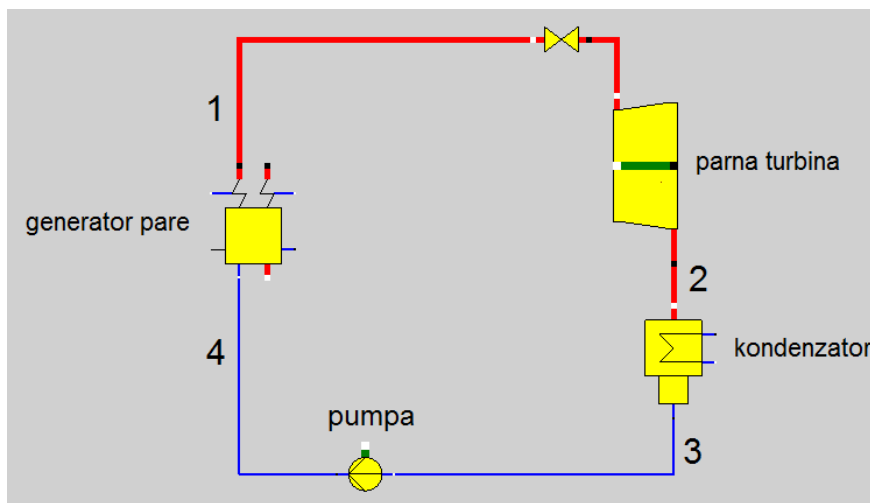 1
parna turbina
generator pare
2
4
kondenzator
pumpa
3